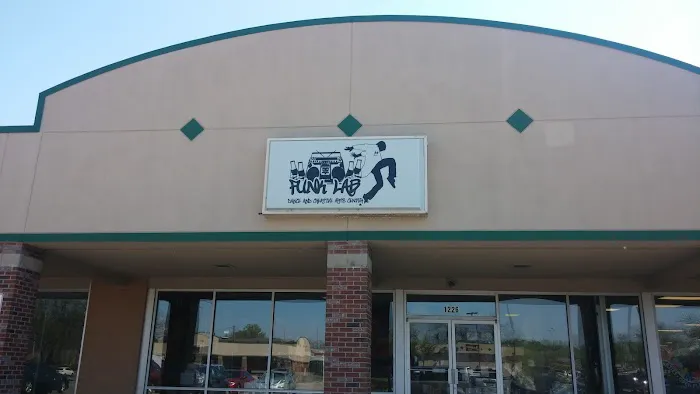 FUNK LAB
DANCE AND CREATIVE ARTS CENTER
1226